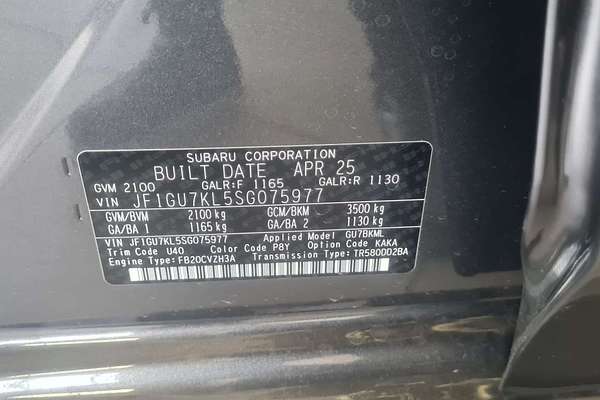 SUBARU CORPORATION
BUILT DATE APR 25
GVM 2100 GALR:F 1165 GALR:R 1130
VIN JF1GU7KL5SG075977
GVM/BVM 2100 kg GCM/BKM 3500 kg
GA/BA 1 1165 kg GA/BA 2 1130 kg
VIN JF1GU7KL5SG075977 Applied Model GU7BKML
Trim Code U40 Color Code P8Y Option Code KAKA
Engine Type: FB20CVZH3A Transmission Type: TR580DD2BA